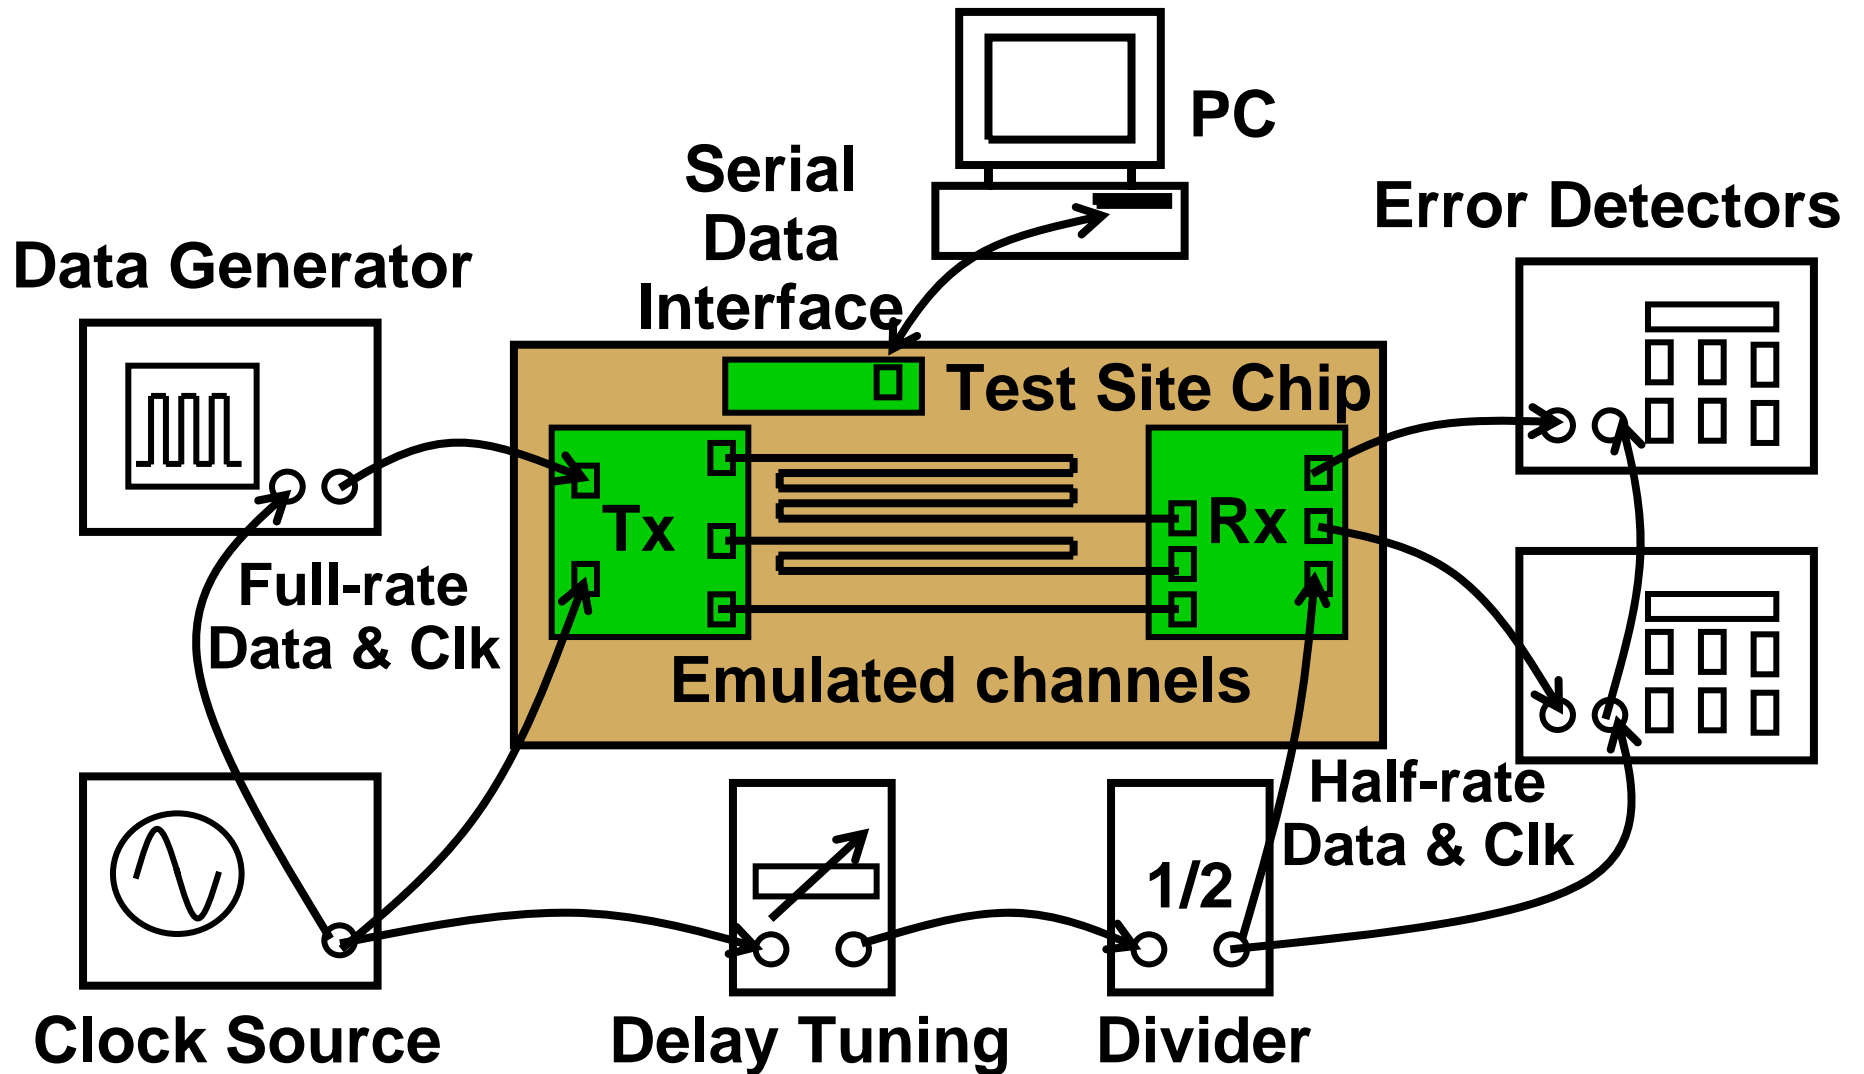 PC
Serial
Data
Interface
Error Detectors
Data Generator
Test Site Chip
Tx
Rx
Full-rate
Data & Clk
Emulated channels
Half-rate
Data & Clk
1/2
Clock Source
Delay Tuning
Divider